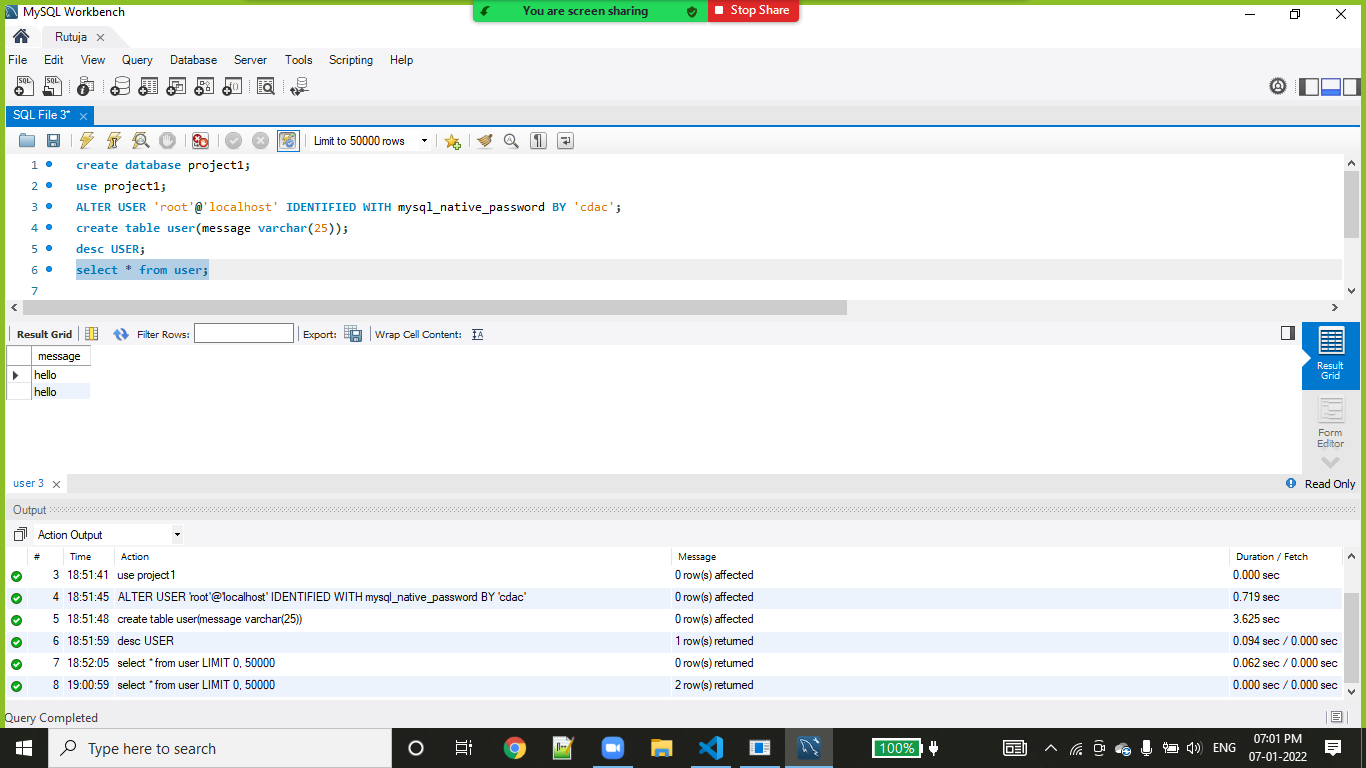 MySQL Workbench
You are screen sharing
Stop Share
Rutuja
File Edit View Query Database Server Tools Scripting Help
SQL File 3*
Limit to 50000 rows
1 create database project1;
2 use project1;
3 ALTER USER 'root'@'localhost' IDENTIFIED WITH mysql_native_password BY 'cdac';
4 create table user(message varchar(25));
5 desc USER;
6 select * from user;
7
Result Grid Filter Rows: Export: Wrap Cell Content:
message
hello
hello
Result
Grid
Form
Editor
user 3
Read Only
Output
Action Output
# Time Action Message Duration / Fetch
3 18:51:41 use project1 0 row(s) affected 0.000 sec
4 18:51:45 ALTER USER 'root'@'localhost' IDENTIFIED WITH mysql_native_password BY 'cdac' 0 row(s) affected 0.719 sec
5 18:51:48 create table user(message varchar(25)) 0 row(s) affected 3.625 sec
6 18:51:59 desc USER 1 row(s) returned 0.094 sec / 0.000 sec
7 18:52:05 select * from user LIMIT 0, 50000 0 row(s) returned 0.062 sec / 0.000 sec
8 19:00:59 select * from user LIMIT 0, 50000 2 row(s) returned 0.000 sec / 0.000 sec
Query Completed
Type here to search
100%
ENG
07:01 PM
07-01-2022